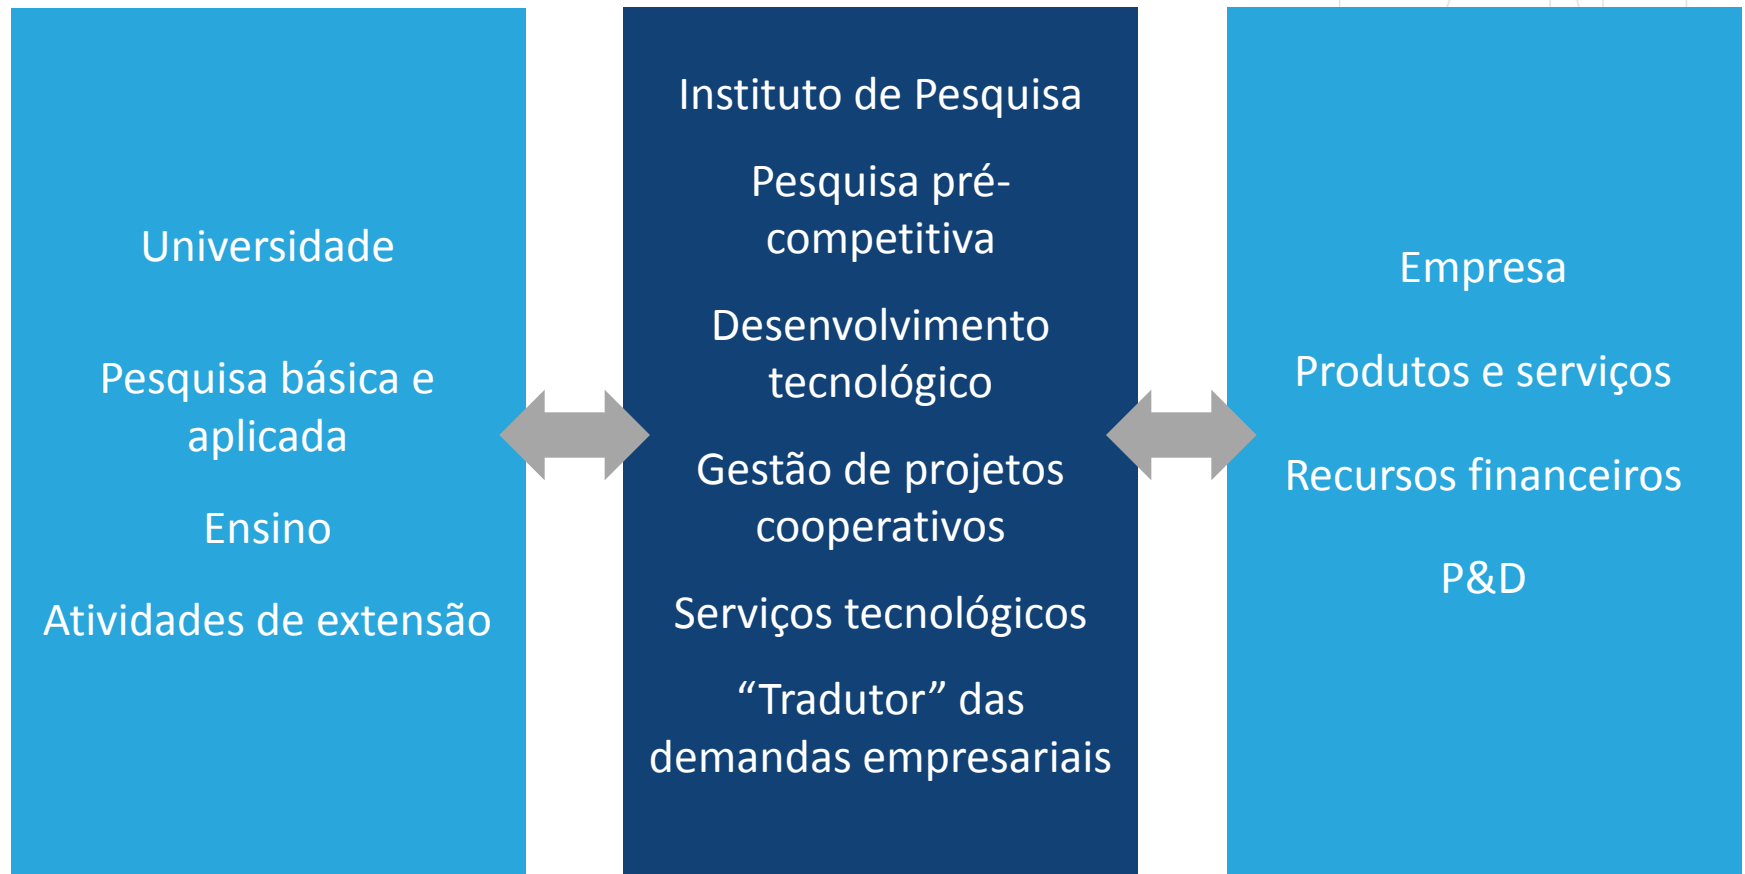 Universidade
Pesquisa básica e
aplicada
Ensino
Atividades de extensão
Instituto de Pesquisa
Pesquisa pré-
competitiva
Desenvolvimento
tecnológico
Gestão de projetos
cooperativos
Serviços tecnológicos
“Tradutor” das
demandas empresariais
Empresa
Produtos e serviços
Recursos financeiros
P&D